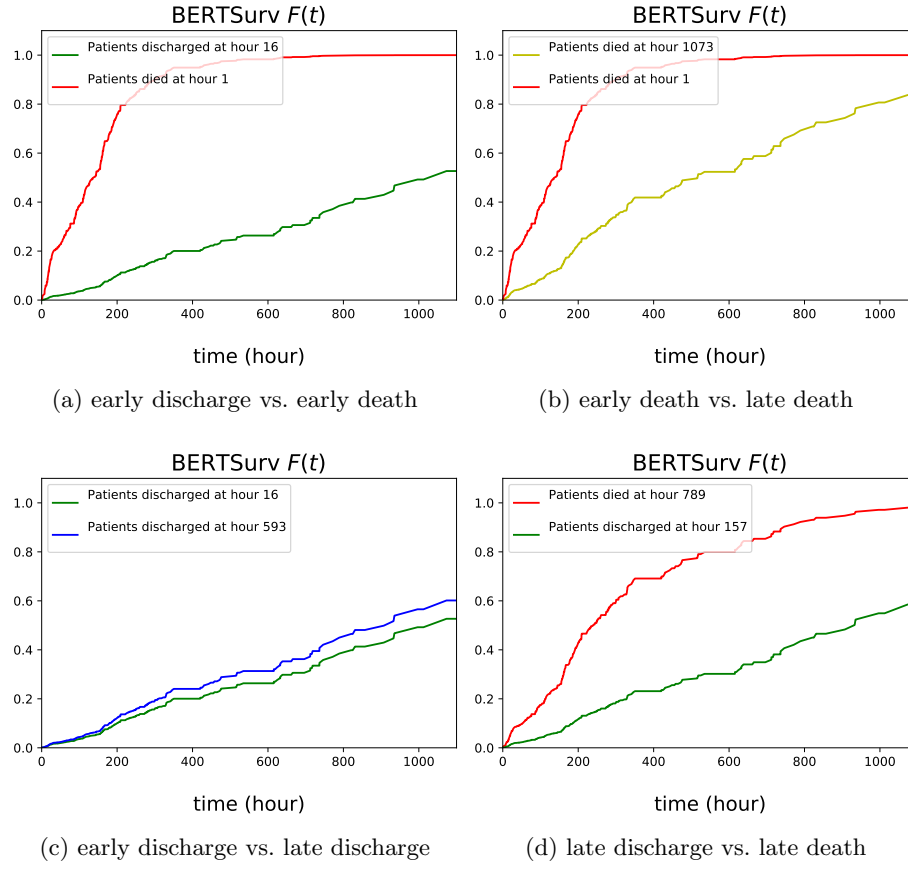 BERTSurv F(t)
Patients discharged at hour 16
Patients died at hour 1
1.0
0.8
0.6
0.4
0.2
0.0
0 200 400 600 800 1000
time (hour)
(a) early discharge vs. early death
BERTSurv F(t)
Patients died at hour 1073
Patients died at hour 1
1.0
0.8
0.6
0.4
0.2
0.0
0 200 400 600 800 1000
time (hour)
(b) early death vs. late death
BERTSurv F(t)
Patients discharged at hour 16
Patients discharged at hour 593
1.0
0.8
0.6
0.4
0.2
0.0
0 200 400 600 800 1000
time (hour)
(c) early discharge vs. late discharge
BERTSurv F(t)
Patients died at hour 789
Patients discharged at hour 157
1.0
0.8
0.6
0.4
0.2
0.0
0 200 400 600 800 1000
time (hour)
(d) late discharge vs. late death